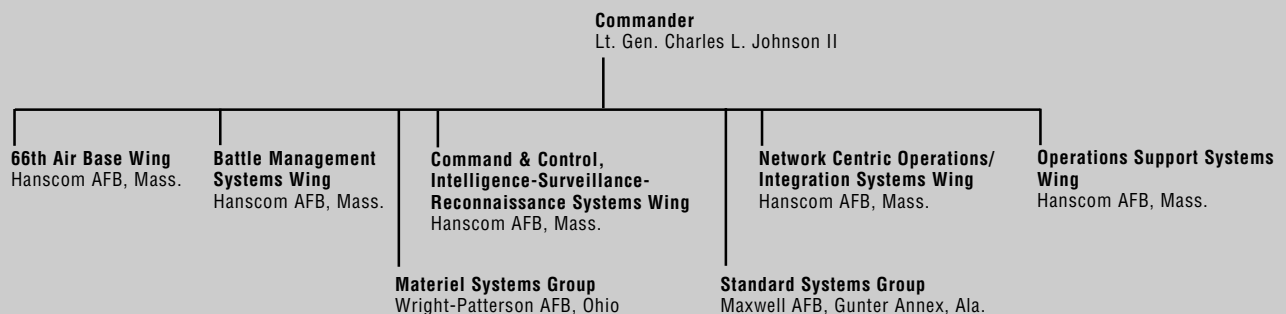 Commander
Lt. Gen. Charles L. Johnson II
66th Air Base Wing
Hanscom AFB, Mass.
Battle Management
Systems Wing
Hanscom AFB, Mass.
Command & Control,
Intelligence-Surveillance-
Reconnaissance Systems Wing
Hanscom AFB, Mass.
Network Centric Operations/
Integration Systems Wing
Hanscom AFB, Mass.
Operations Support Systems
Wing
Hanscom AFB, Mass.
Materiel Systems Group
Wright-Patterson AFB, Ohio
Standard Systems Group
Maxwell AFB, Gunter Annex, Ala.